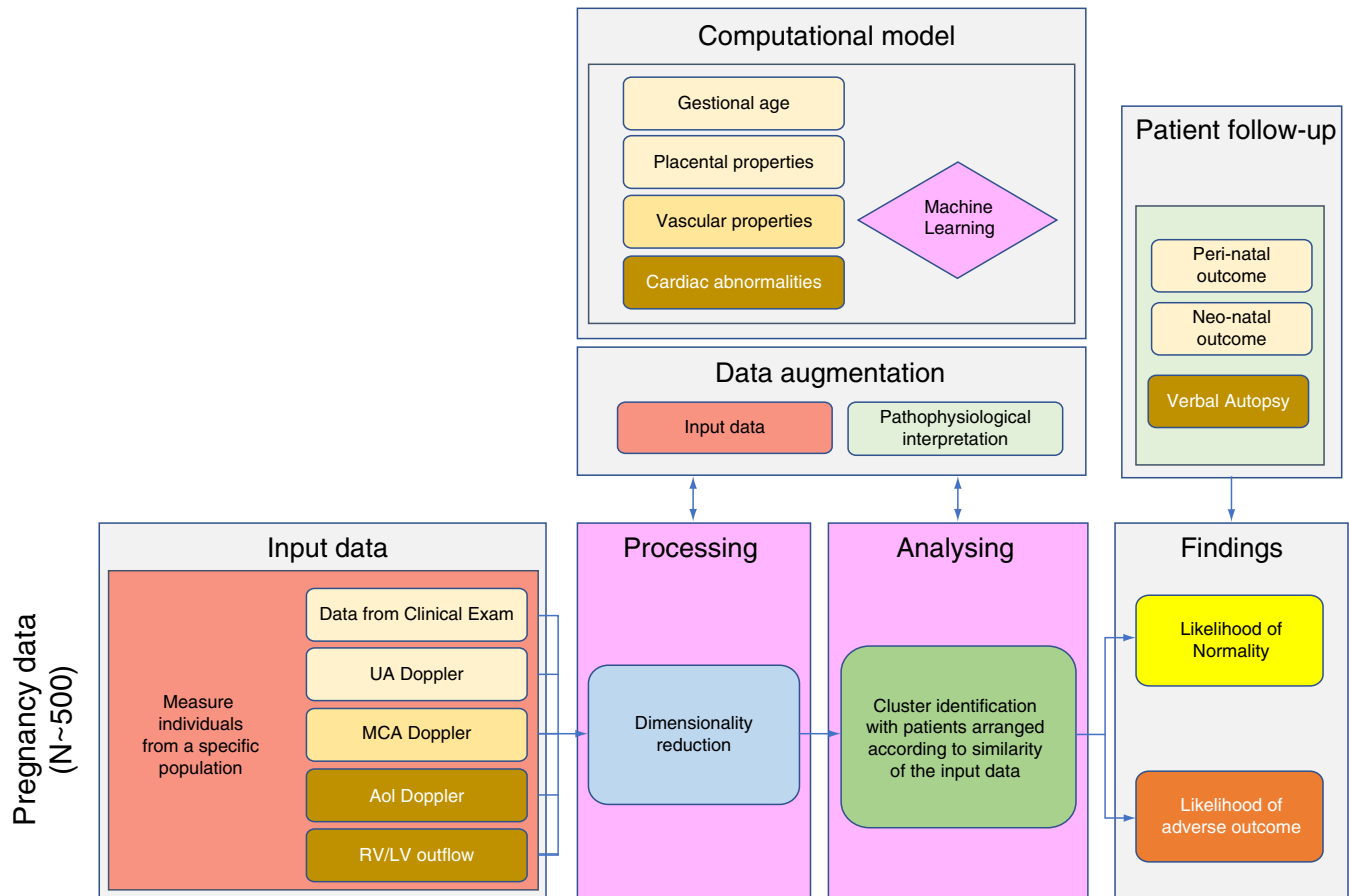 Computational model
Gestional age
Placental properties
Vascular properties
Cardiac abnormalities
Machine
Learning
Patient follow-up
Peri-natal
outcome
Neo-natal
outcome
Verbal Autopsy
Data augmentation
Input data
Pathophysiological
interpretation
Pregnancy data
(N~500)
Input data
Measure
individuals
from a specific
population
Data from Clinical Exam
UA Doppler
MCA Doppler
AoI Doppler
RV/LV outflow
Processing
Dimensionality
reduction
Analysing
Cluster identification
with patients arranged
according to similarity
of the input data
Findings
Likelihood of
Normality
Likelihood of
adverse outcome